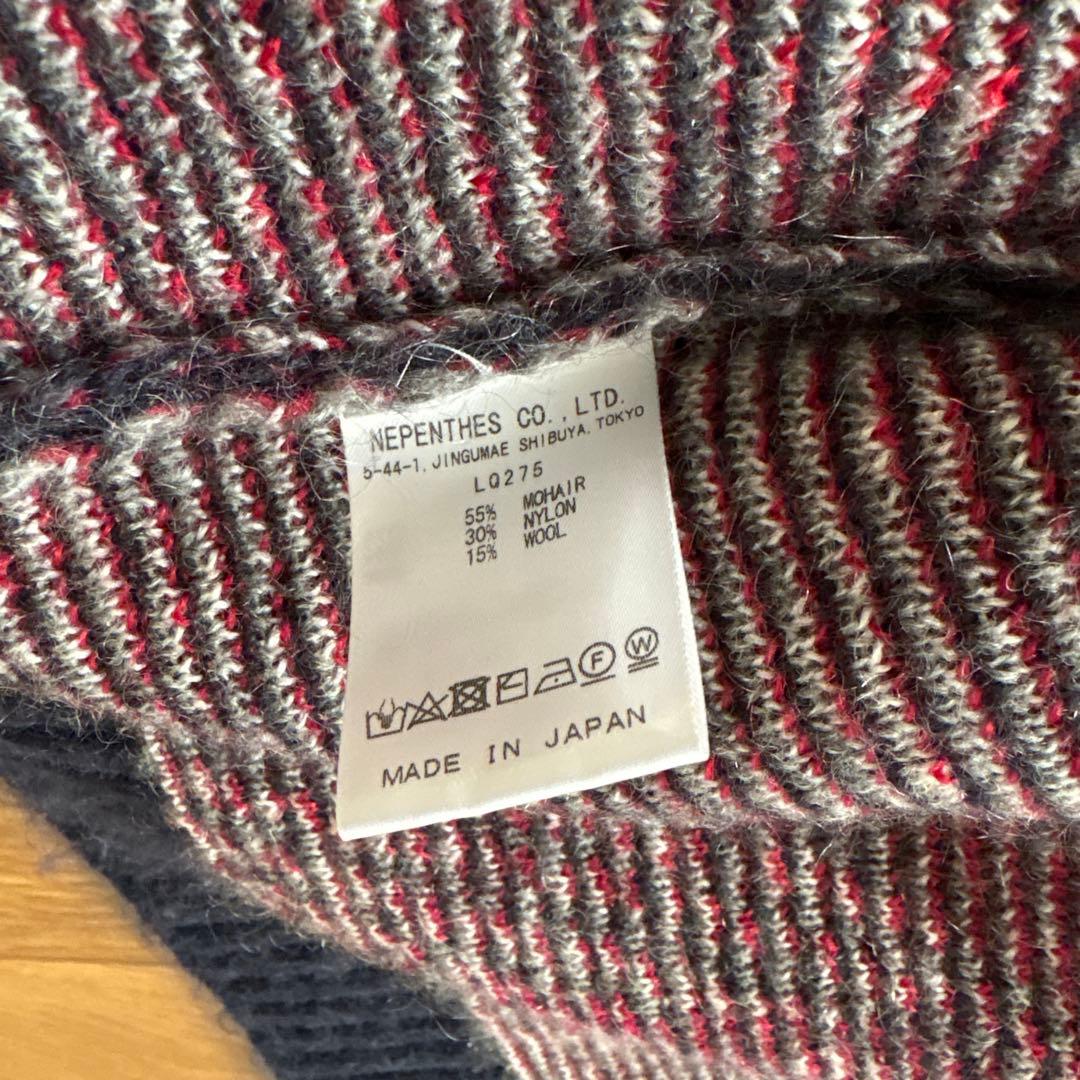 NEPENTHES CO.,LTD.
5-44-1, JINGUMAE SHIBUYA, TOKYO
LQ275
55% MOHAIR
30% NYLON
15% WOOL
F W
MADE IN JAPAN